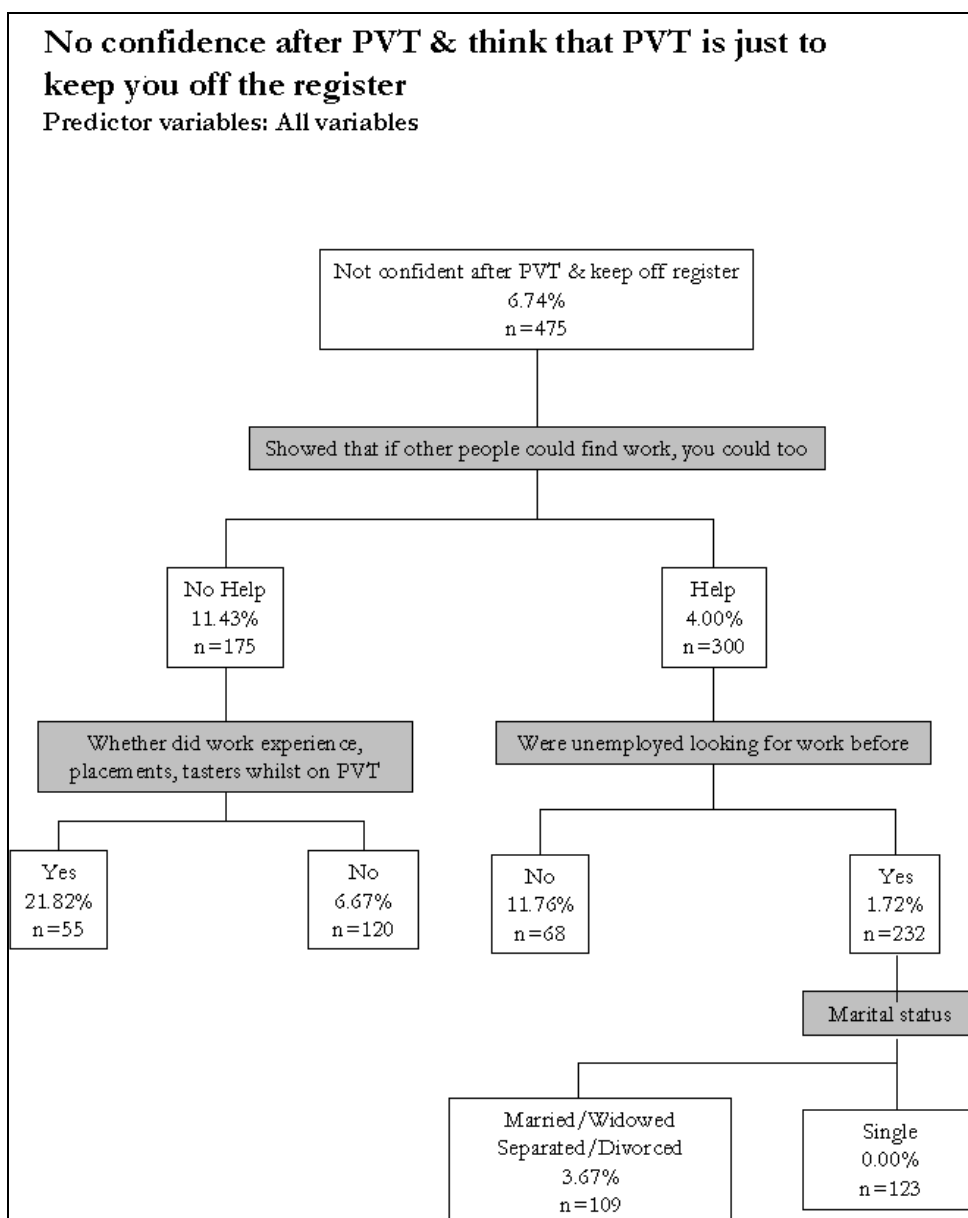 No confidence after PVT & think that PVT is just to
keep you off the register
Predictor variables: All variables
Not confident after PVT & keep off register
6.74%
n=475
Showed that if other people could find work, you could too
No Help
11.43%
n=175
Help
4.00%
n=300
Whether did work experience,
placements, tasters whilst on PVT
Were unemployed looking for work before
Yes
21.82%
n=55
No
6.67%
n=120
No
11.76%
n=68
Yes
1.72%
n=232
Marital status
Married/Widowed
Separated/Divorced
3.67%
n=109
Single
0.00%
n=123